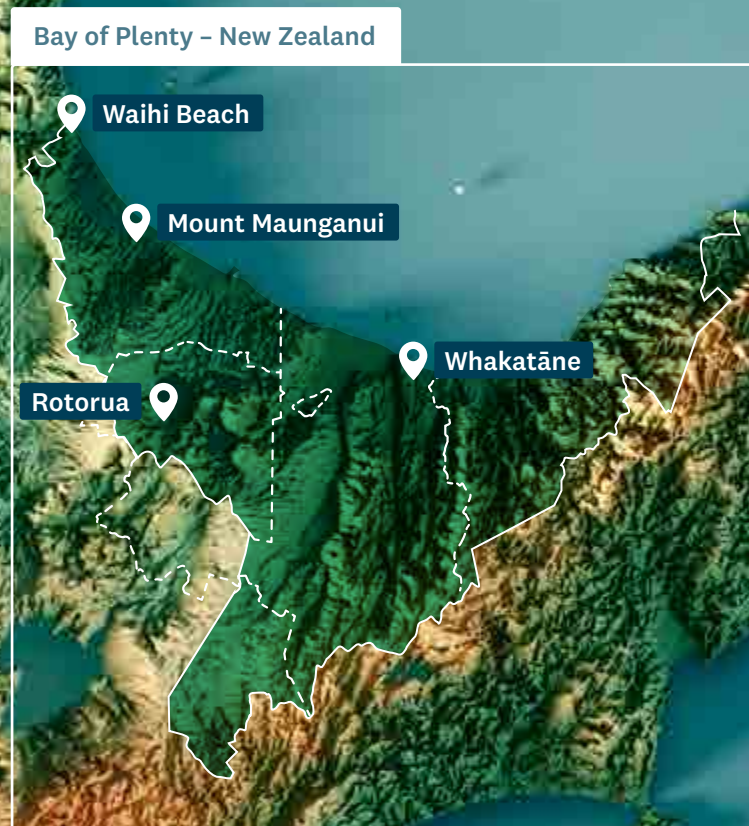 Bay of Plenty – New Zealand
Waihi Beach
Mount Maunganui
Whakatāne
Rotorua